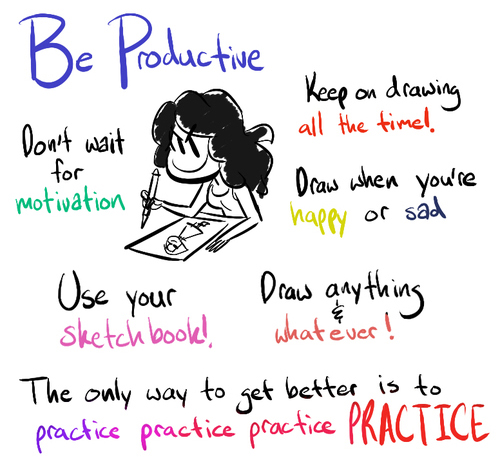 Be Productive
Don't wait
for
motivation
Keep on drawing
all the time!
Draw when you're
happy or sad
Use your
sketchbook!
Draw anything
&
whatever!
The only way to get better is to
practice practice practice PRACTICE